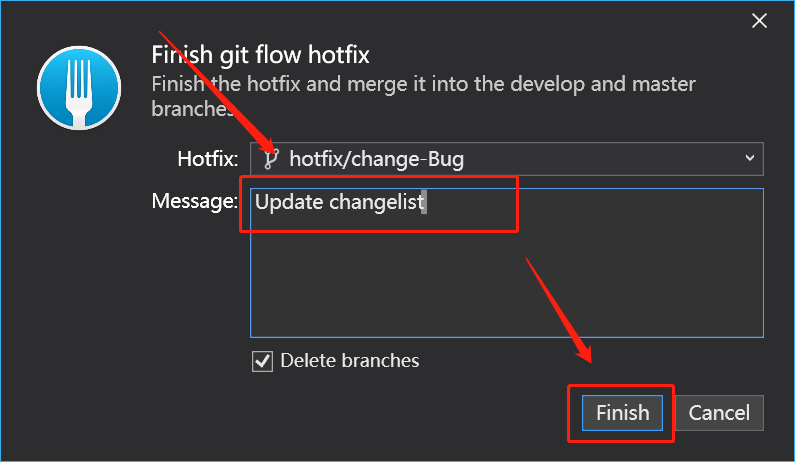 Finish git flow hotfix
Finish the hotfix and merge it into the develop and master
branches
Hotfix:
hotfix/change-Bug
Message:
Update changelist
Delete branches
Finish
Cancel